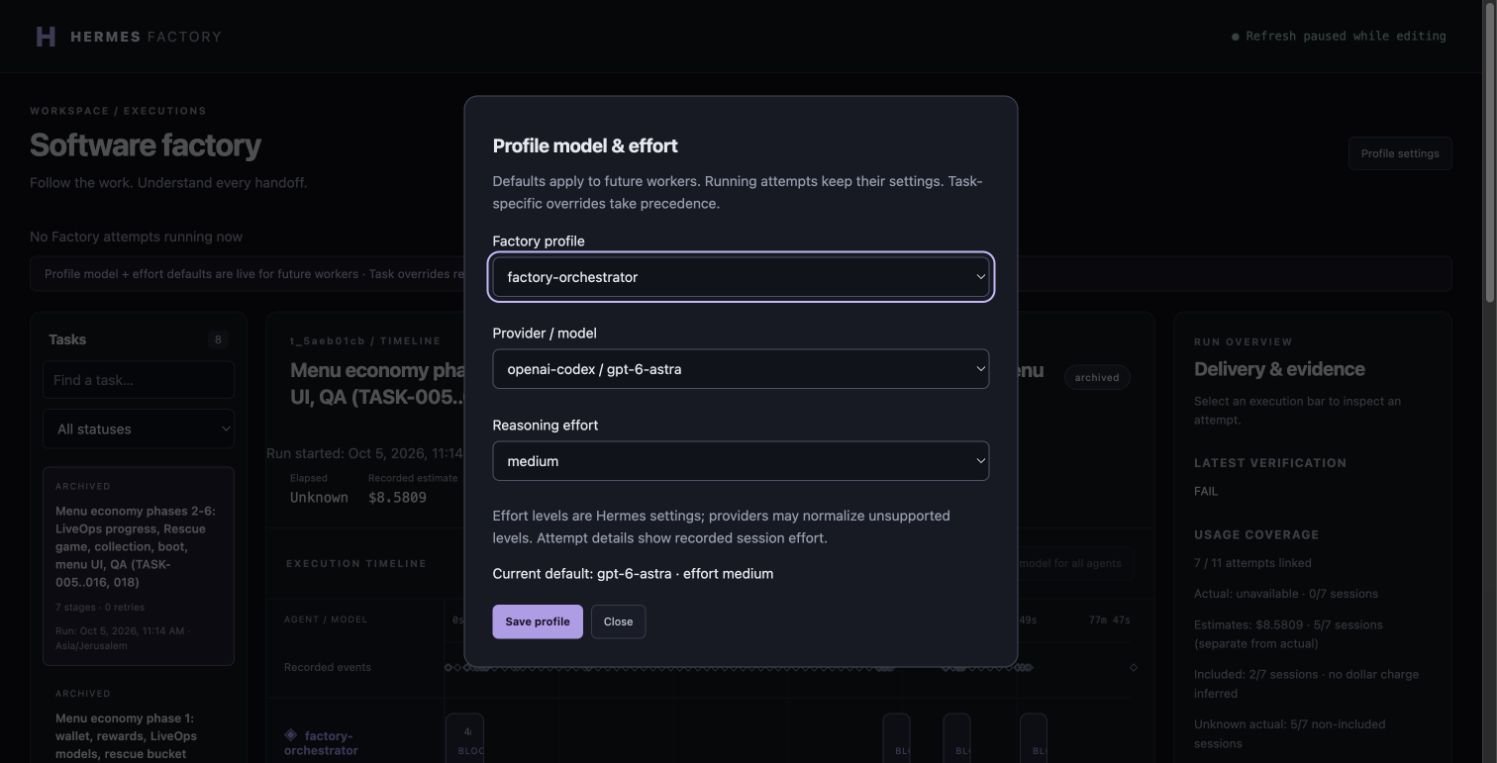 H HERMES FACTORY
Refresh paused while editing
WORKSPACE / EXECUTIONS
Software factory
Follow the work. Understand every handoff.
Profile settings
No Factory attempts running now
Profile model + effort defaults are live for future workers · Task overrides re
Tasks
8
Find a task...
All statuses
ARCHIVED
Menu economy phases 2-6:
LiveOps progress, Rescue
game, collection, boot,
menu UI, QA (TASK-
005..016, 018)
7 stages · 0 retries
Run: Oct 5, 2026, 11:14 AM ·
Asia/Jerusalem
ARCHIVED
Menu economy phase 1:
wallet, rewards, LiveOps
models, rescue bucket
t_5aeb01cb / TIMELINE
Menu economy pha
enu
UI, QA (TASK-005..
archived
Run started: Oct 5, 2026, 11:14
Elapsed
Recorded estimate
Unknown
$8.5809
EXECUTION TIMELINE
model for all agents
AGENT / MODEL
0s
49s
77m 47s
Recorded events
factory-
orchestrator
BLOC
BL
BL
BL
Profile model & effort
Defaults apply to future workers. Running attempts keep their settings. Task-
specific overrides take precedence.
Factory profile
factory-orchestrator
Provider / model
openai-codex / gpt-6-astra
Reasoning effort
medium
Effort levels are Hermes settings; providers may normalize unsupported
levels. Attempt details show recorded session effort.
Current default: gpt-6-astra · effort medium
Save profile
Close
RUN OVERVIEW
Delivery & evidence
Select an execution bar to inspect an
attempt.
LATEST VERIFICATION
FAIL
USAGE COVERAGE
7 / 11 attempts linked
Actual: unavailable · 0/7 sessions
Estimates: $8.5809 · 5/7 sessions
(separate from actual)
Included: 2/7 sessions · no dollar charge
inferred
Unknown actual: 5/7 non-included
sessions